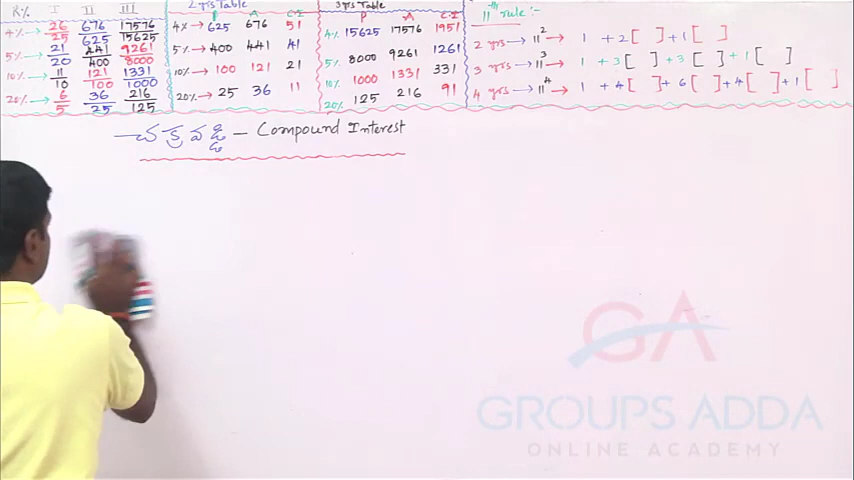 R% I II III
4% → 26/25 676/625 17576/15625
5% → 21/20 441/400 9261/8000
10% → 11/10 121/100 1331/1000
20% → 6/5 36/25 216/125
2 yrs Table
P A C.I
4% → 625 676 51
5% → 400 441 41
10% → 100 121 21
20% → 25 36 11
3 yrs Table
P A C.I
4% 15625 17576 1951
5% 8000 9261 1261
10% 1000 1331 331
20% 125 216 91
11th rule :-
2 yrs → 11² → 1 + 2[ ] + 1[ ]
3 yrs → 11³ → 1 + 3[ ] + 3[ ] + 1[ ]
4 yrs → 11⁴ → 1 + 4[ ] + 6[ ] + 4[ ] + 1[ ]
చక్రవడ్డీ – Compound Interest
GA
GROUPS ADDA
ONLINE ACADEMY